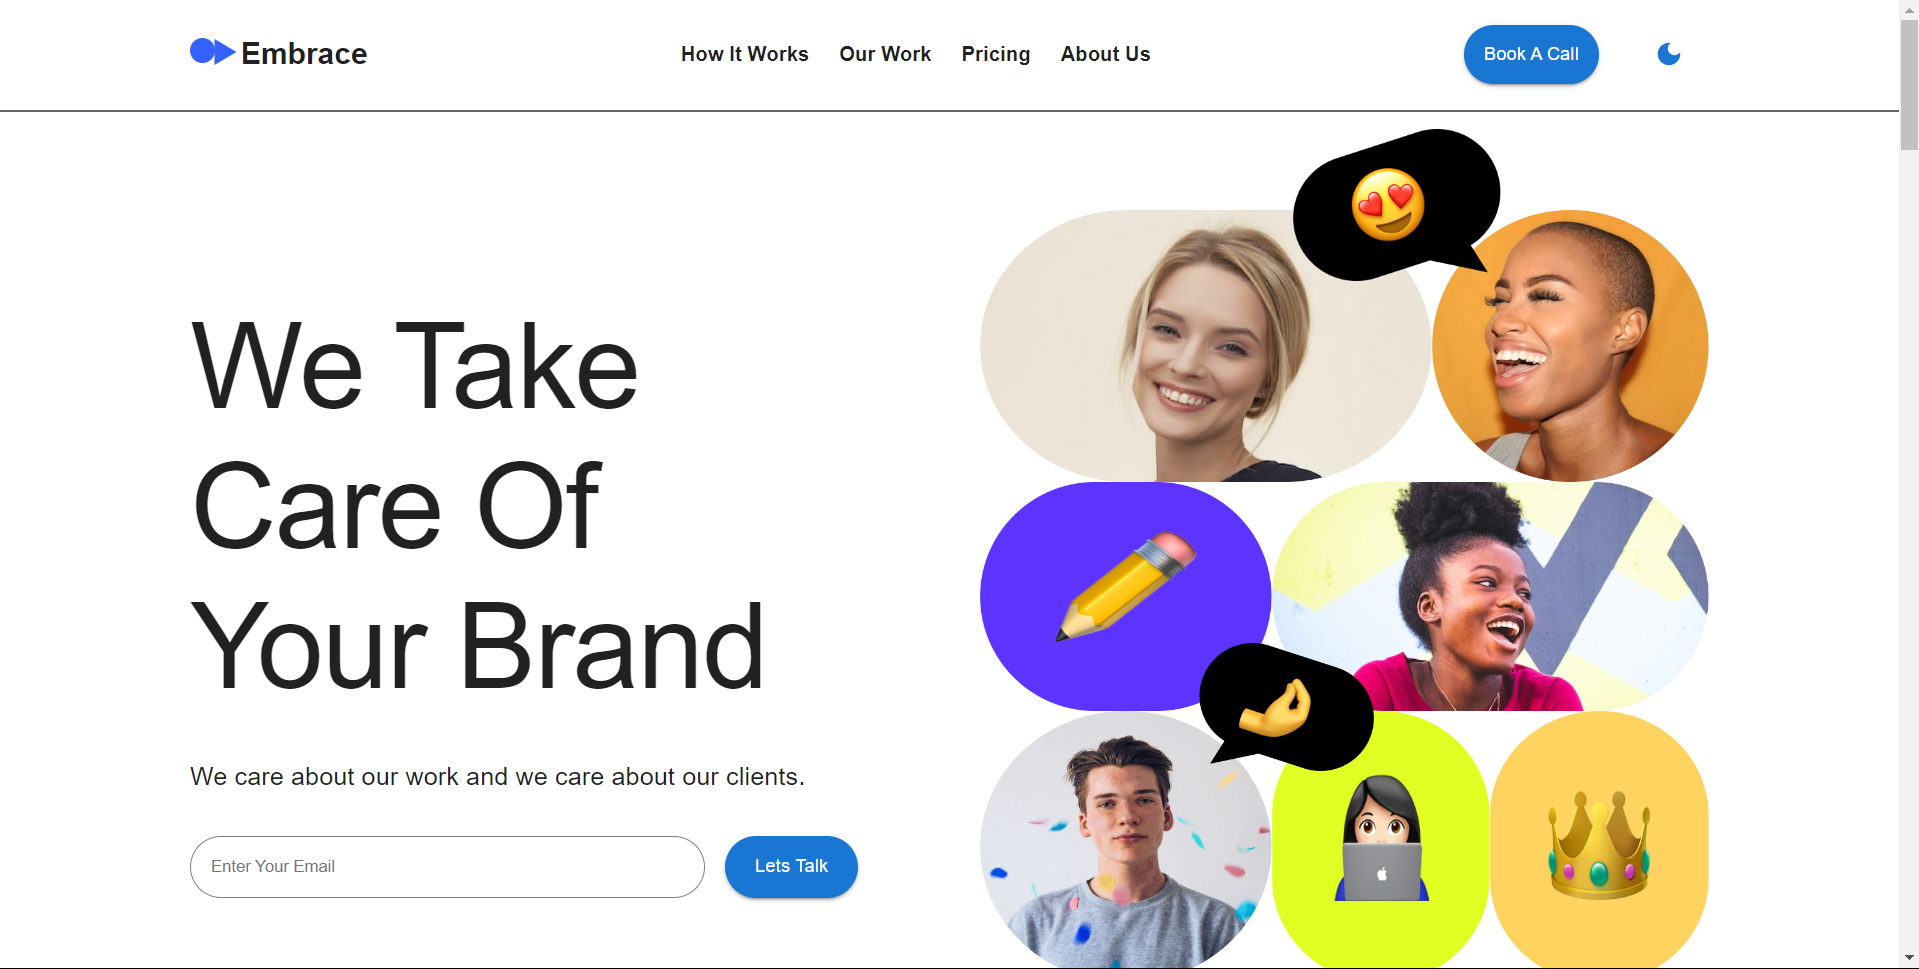 Embrace
How It Works
Our Work
Pricing
About Us
Book A Call
We Take
Care Of
Your Brand
We care about our work and we care about our clients.
Enter Your Email
Lets Talk